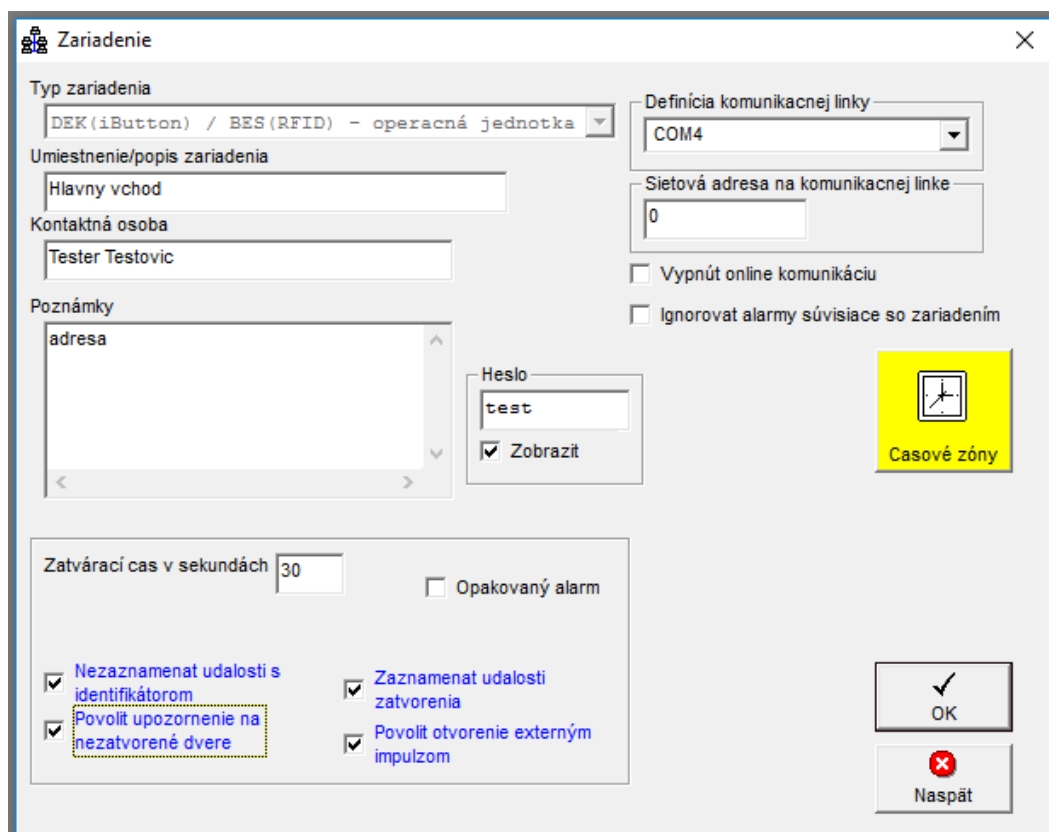 Zariadenie
Typ zariadenia
DEK(iButton) / BES(RFID) - operacná jednotka
Umiestnenie/popis zariadenia
Hlavny vchod
Kontaktná osoba
Tester Testovic
Poznámky
adresa
Heslo
test
Zobrazit
Definícia komunikacnej linky
COM4
Sietová adresa na komunikacnej linke
0
Vypnút online komunikáciu
Ignorovat alarmy súvisiace so zariadením
Casové zóny
Zatvárací cas v sekundách 30
Opakovaný alarm
Nezaznamenat udalosti s
identifikátorom
Povolit upozornenie na
nezatvorené dvere
Zaznamenat udalosti
zatvorenia
Povolit otvorenie externým
impulzom
OK
Naspät